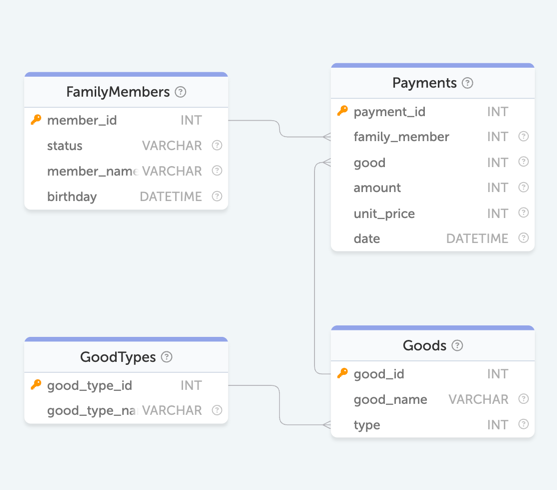 FamilyMembers ?
member_id INT
status VARCHAR ?
member_name VARCHAR ?
birthday DATETIME ?
Payments ?
payment_id INT
family_member INT ?
good INT ?
amount INT ?
unit_price INT ?
date DATETIME ?
GoodTypes ?
good_type_id INT
good_type_na VARCHAR ?
Goods ?
good_id INT
good_name VARCHAR ?
type INT ?